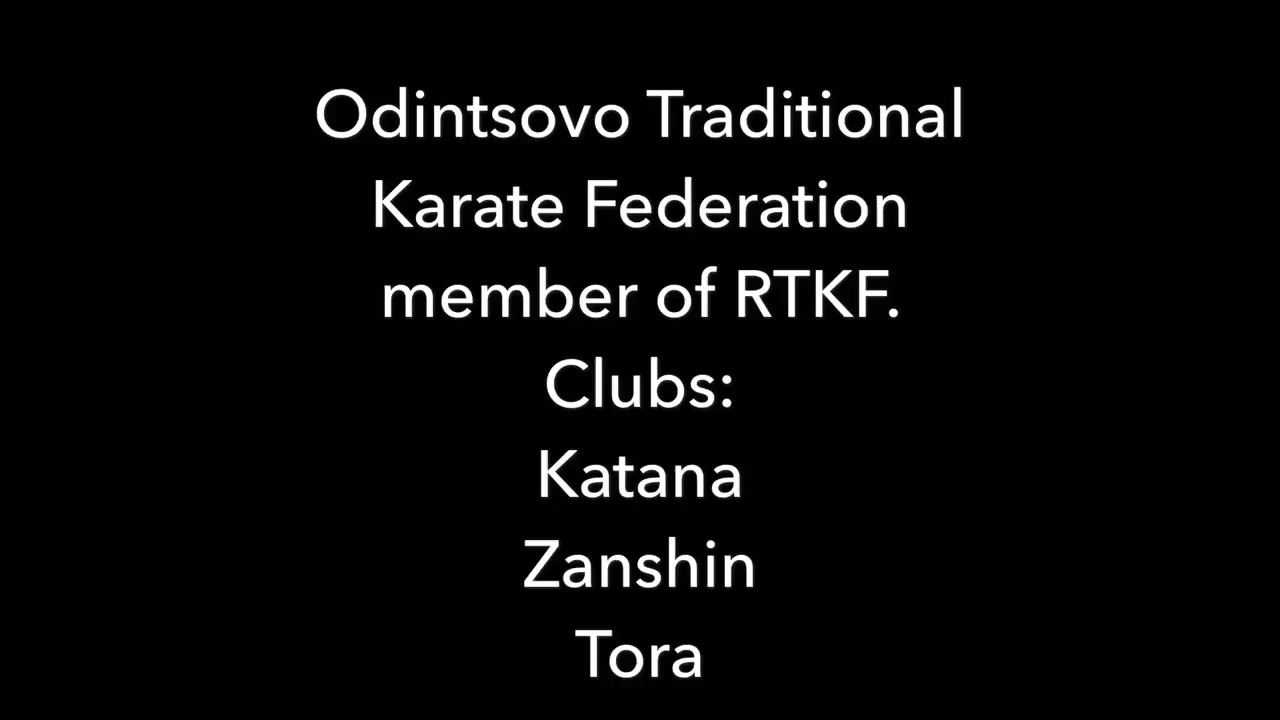 Odintsovo Traditional
Karate Federation
member of RTKF.
Clubs:
Katana
Zanshin
Tora